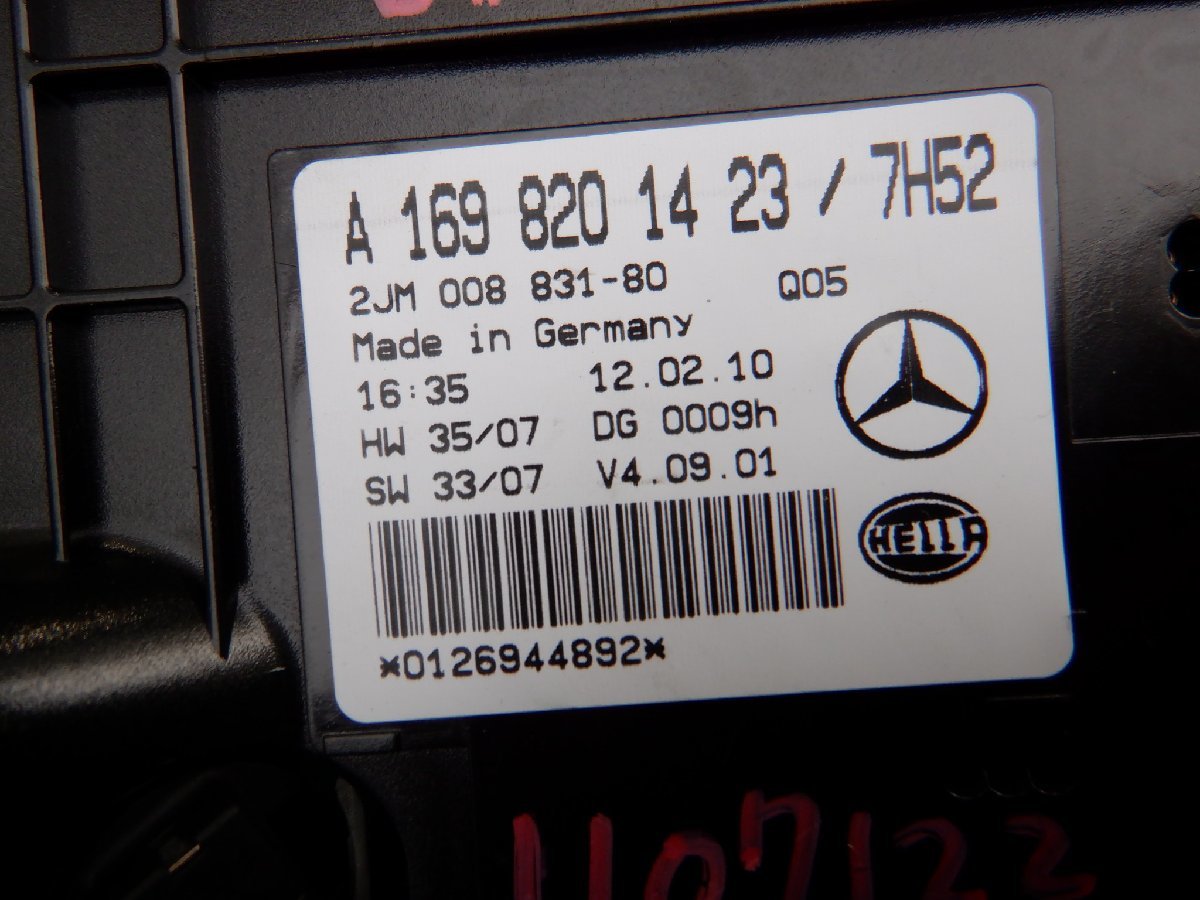 A 169 820 14 23 / 7H52
2JM 008 831-80 Q05
Made in Germany
16:35 12.02.10
HW 35/07 DG 0009h
SW 33/07 V4.09.01
HELLA
*0126944892*
1107122